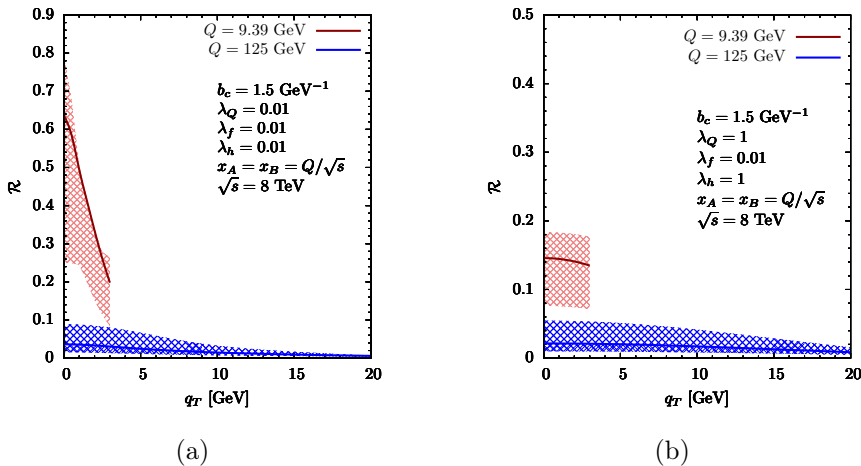 0.9
0.8
0.7
0.6
0.5
0.4
0.3
0.2
0.1
0
ℛ
Q = 9.39 GeV
Q = 125 GeV
b_c = 1.5 GeV⁻¹
λ_Q = 0.01
λ_f = 0.01
λ_h = 0.01
x_A = x_B = Q/√s
√s = 8 TeV
0 5 10 15 20
q_T [GeV]
(a)
0.5
0.4
0.3
0.2
0.1
0
ℛ
Q = 9.39 GeV
Q = 125 GeV
b_c = 1.5 GeV⁻¹
λ_Q = 1
λ_f = 0.01
λ_h = 1
x_A = x_B = Q/√s
√s = 8 TeV
0 5 10 15 20
q_T [GeV]
(b)